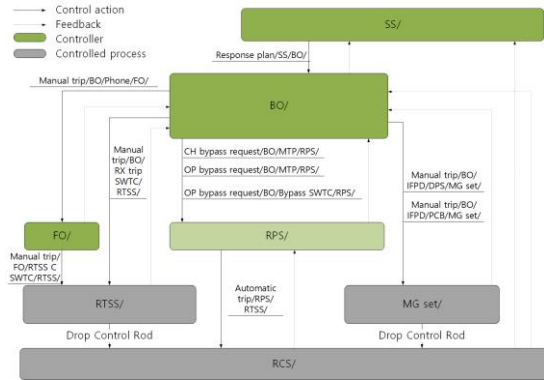 Control action
Feedback
Controller
Controlled process
SS/
Response plan/SS/BO/
Manual trip/BO/Phone/FO/
BO/
Manual
trip/BO/
RX trip
SWTC/
RTSS/
CH bypass request/BO/MTP/RPS/
OP bypass request/BO/MTP/RPS/
OP bypass request/BO/Bypass SWTC/RPS/
Manual trip/BO/
IFPD/DPS/MG set/
Manual trip/BO/
IFPD/PCB/MG set/
FO/
RPS/
Manual trip/
FO/RTSS C
SWTC/RTSS/
Automatic
trip/RPS/
RTSS/
RTSS/
MG set/
Drop Control Rod
Drop Control Rod
RCS/